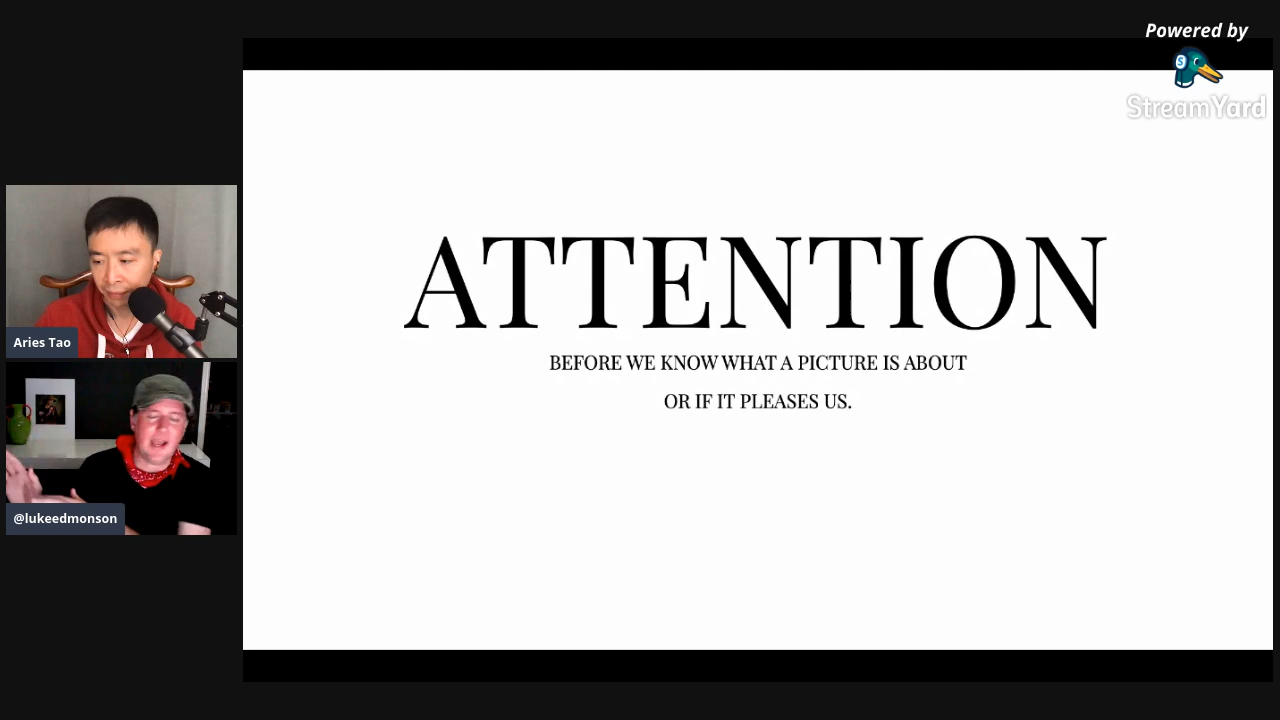 Powered by
StreamYard
ATTENTION
BEFORE WE KNOW WHAT A PICTURE IS ABOUT
OR IF IT PLEASES US.
Aries Tao
@lukeedmonson